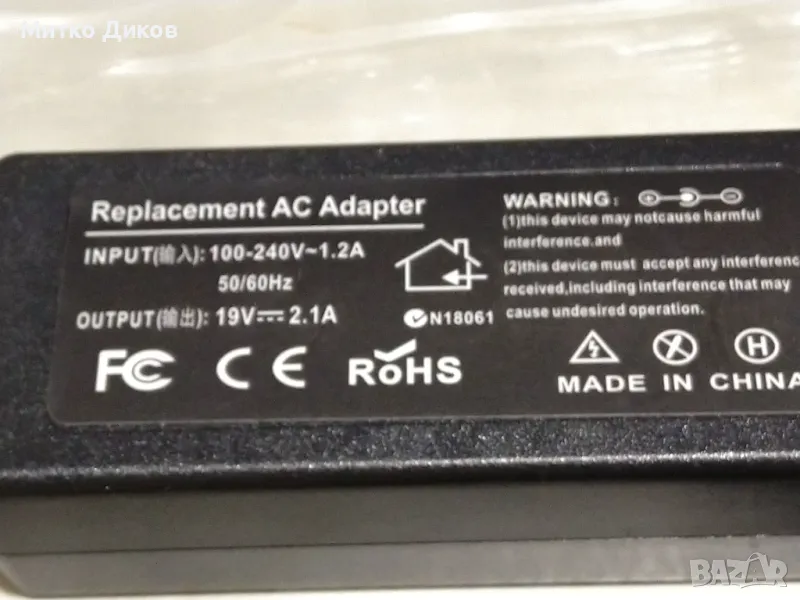 Митко Диков
Replacement AC Adapter
INPUT(输入): 100-240V~1.2A
50/60Hz
OUTPUT(输出): 19V⎓2.1A
N18061
FC CE RoHS
WARNING:
(1)this device may notcause harmful
interference.and
(2)this device must accept any interferenc
received,including interference that may
cause undesired operation.
H
MADE IN CHINA
BAZAR